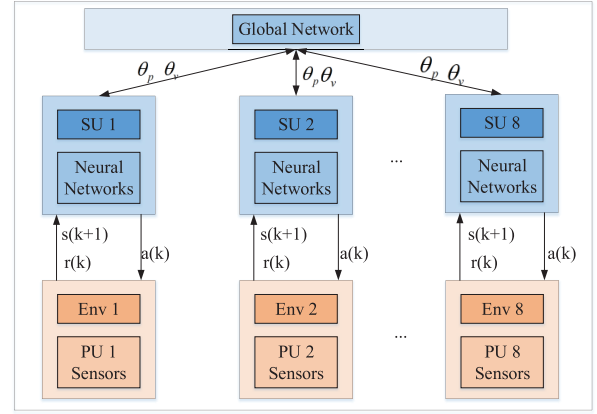 Global Network
θp θv
θp θv
θp θv
SU 1
SU 2
SU 8
Neural
Networks
Neural
Networks
...
Neural
Networks
s(k+1)
r(k)
a(k)
s(k+1)
r(k)
a(k)
s(k+1)
r(k)
a(k)
Env 1
Env 2
Env 8
PU 1
Sensors
PU 2
Sensors
...
PU 8
Sensors